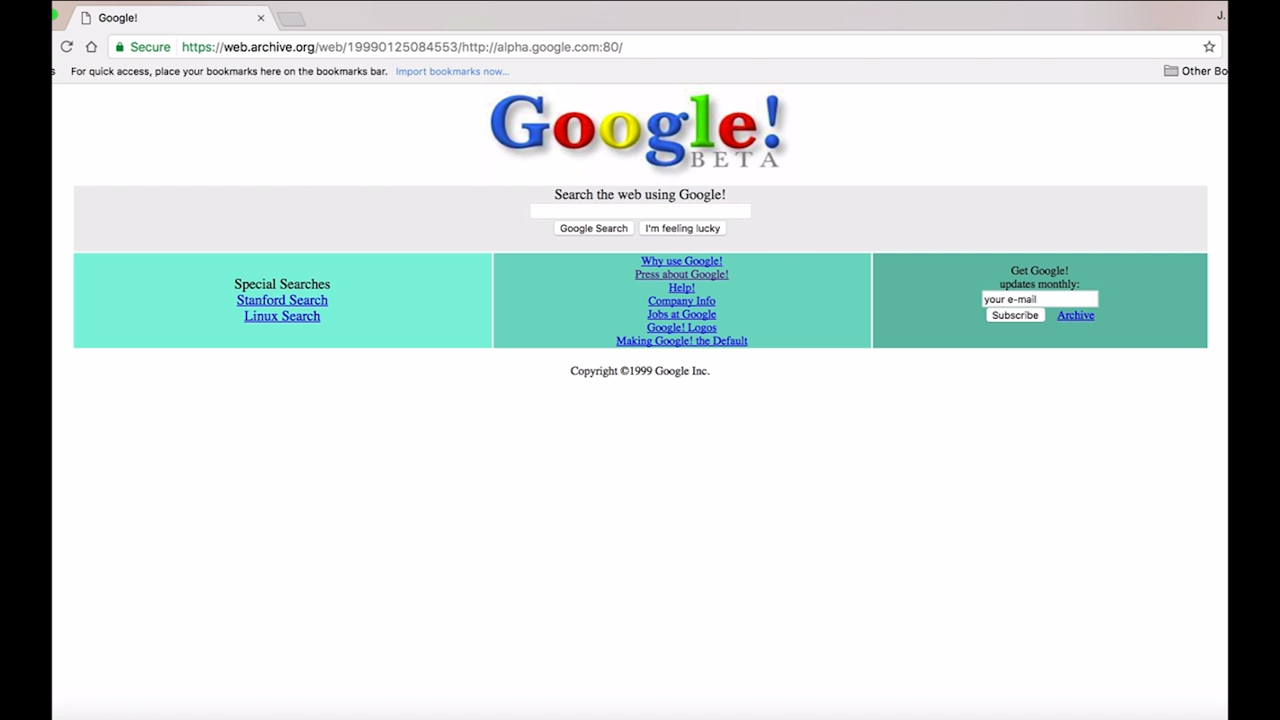 Google!
J.
Secure https://web.archive.org/web/19990125084553/http://alpha.google.com:80/
For quick access, place your bookmarks here on the bookmarks bar. Import bookmarks now...
Other Bo
Google!
BETA
Search the web using Google!
Google Search I'm feeling lucky
Special Searches
Stanford Search
Linux Search
Why use Google!
Press about Google!
Help!
Company Info
Jobs at Google
Google! Logos
Making Google! the Default
Get Google!
updates monthly:
your e-mail
Subscribe Archive
Copyright ©1999 Google Inc.